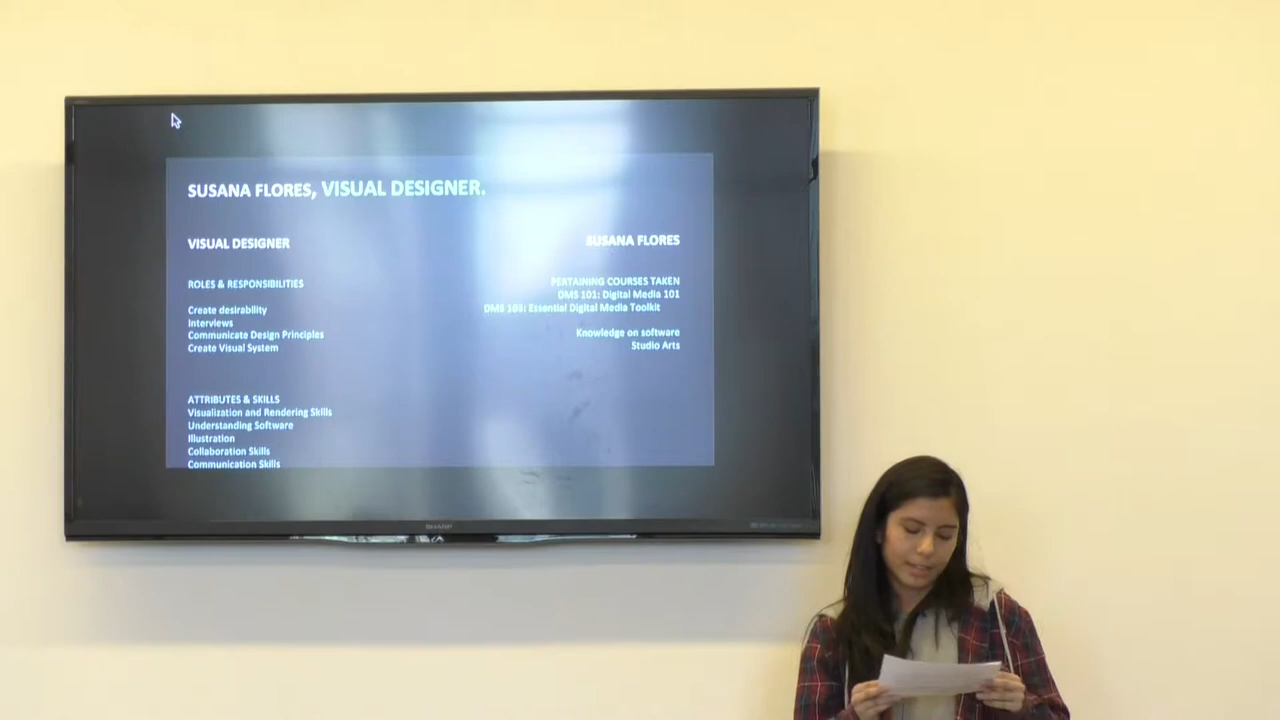 SUSANA FLORES, VISUAL DESIGNER.
VISUAL DESIGNER
ROLES & RESPONSIBILITIES
Create desirability
Interviews
Communicate Design Principles
Create Visual System
ATTRIBUTES & SKILLS
Visualization and Rendering Skills
Understanding Software
Illustration
Collaboration Skills
Communication Skills
SUSANA FLORES
PERTAINING COURSES TAKEN
DMS 101: Digital Media 101
DMS 103: Essential Digital Media Toolkit
Knowledge on software
Studio Arts
SHARP